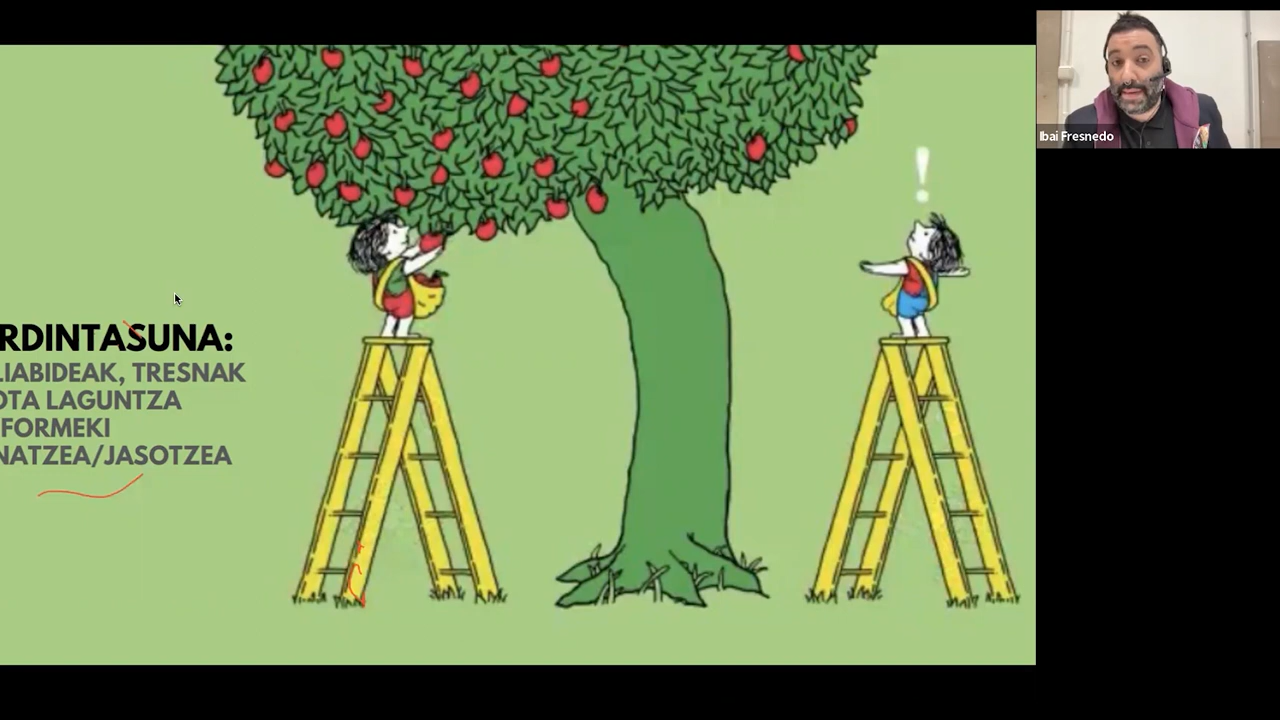 RDINTASUNA:
LIABIDEAK, TRESNAK
OTA LAGUNTZA
FORMEKI
NATZEA/JASOTZEA
!
Ibai Fresnedo